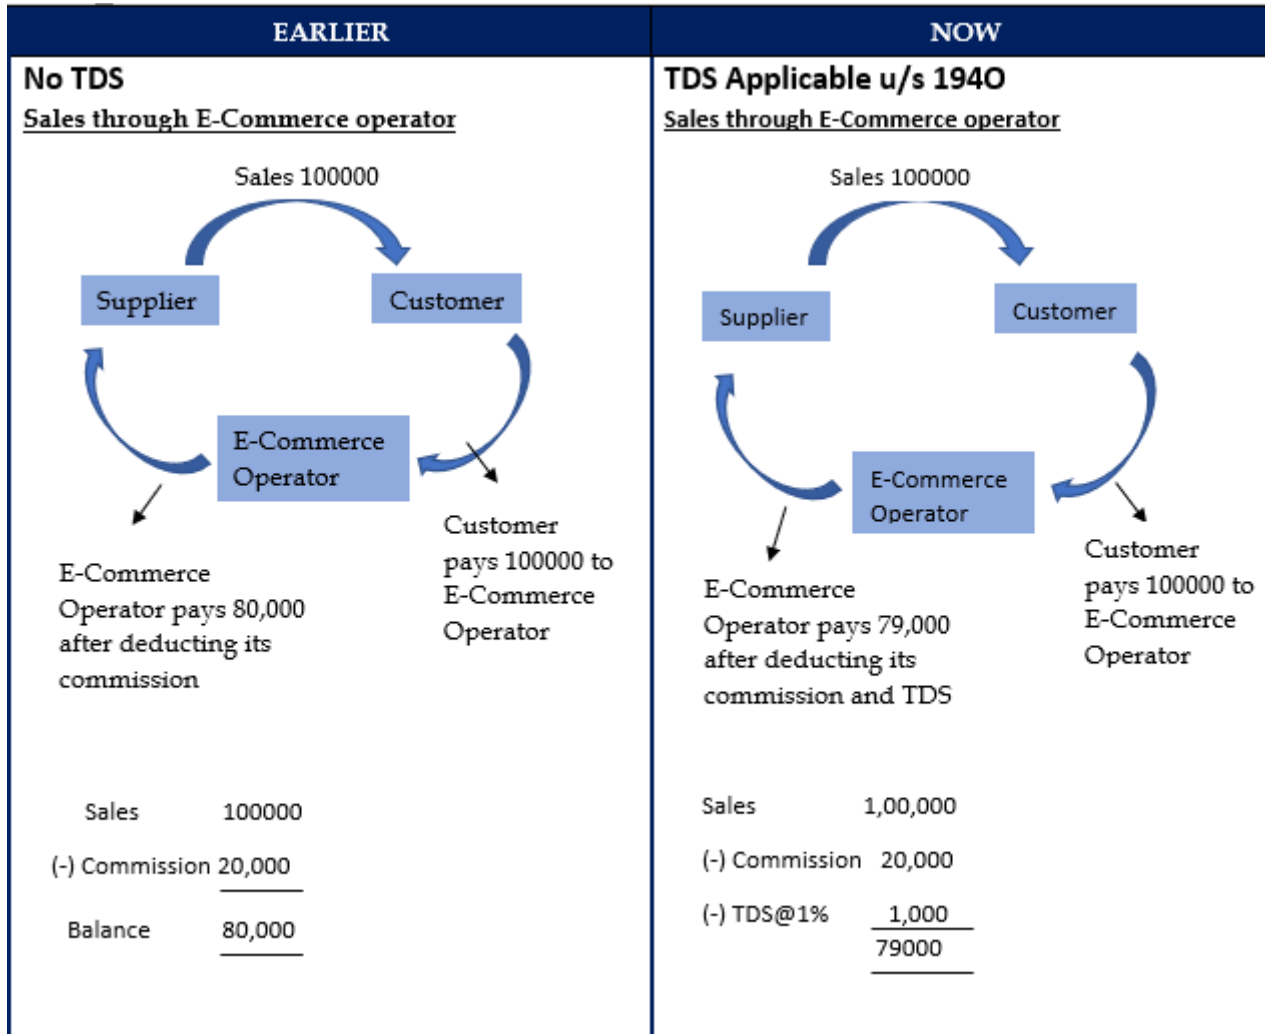 EARLIER
No TDS
Sales through E-Commerce operator
Sales 100000
Supplier
Customer
E-Commerce
Operator
Customer
pays 100000 to
E-Commerce
Operator
E-Commerce
Operator pays 80,000
after deducting its
commission
Sales 100000
(-) Commission 20,000
Balance 80,000
NOW
TDS Applicable u/s 194O
Sales through E-Commerce operator
Sales 100000
Supplier
Customer
E-Commerce
Operator
Customer
pays 100000 to
E-Commerce
Operator
E-Commerce
Operator pays 79,000
after deducting its
commission and TDS
Sales 1,00,000
(-) Commission 20,000
(-) TDS@1% 1,000
79000